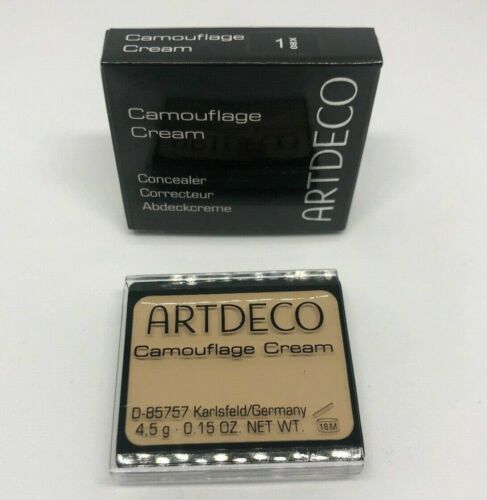 Camouflage
Cream
1
08X
Camouflage
Cream
Concealer
Correcteur
Abdeckcreme
ARTDECO
ARTDECO
Camouflage Cream
D-85757 Karlsfeld/Germany
4,5 g · 0.15 OZ. NET WT.
18M